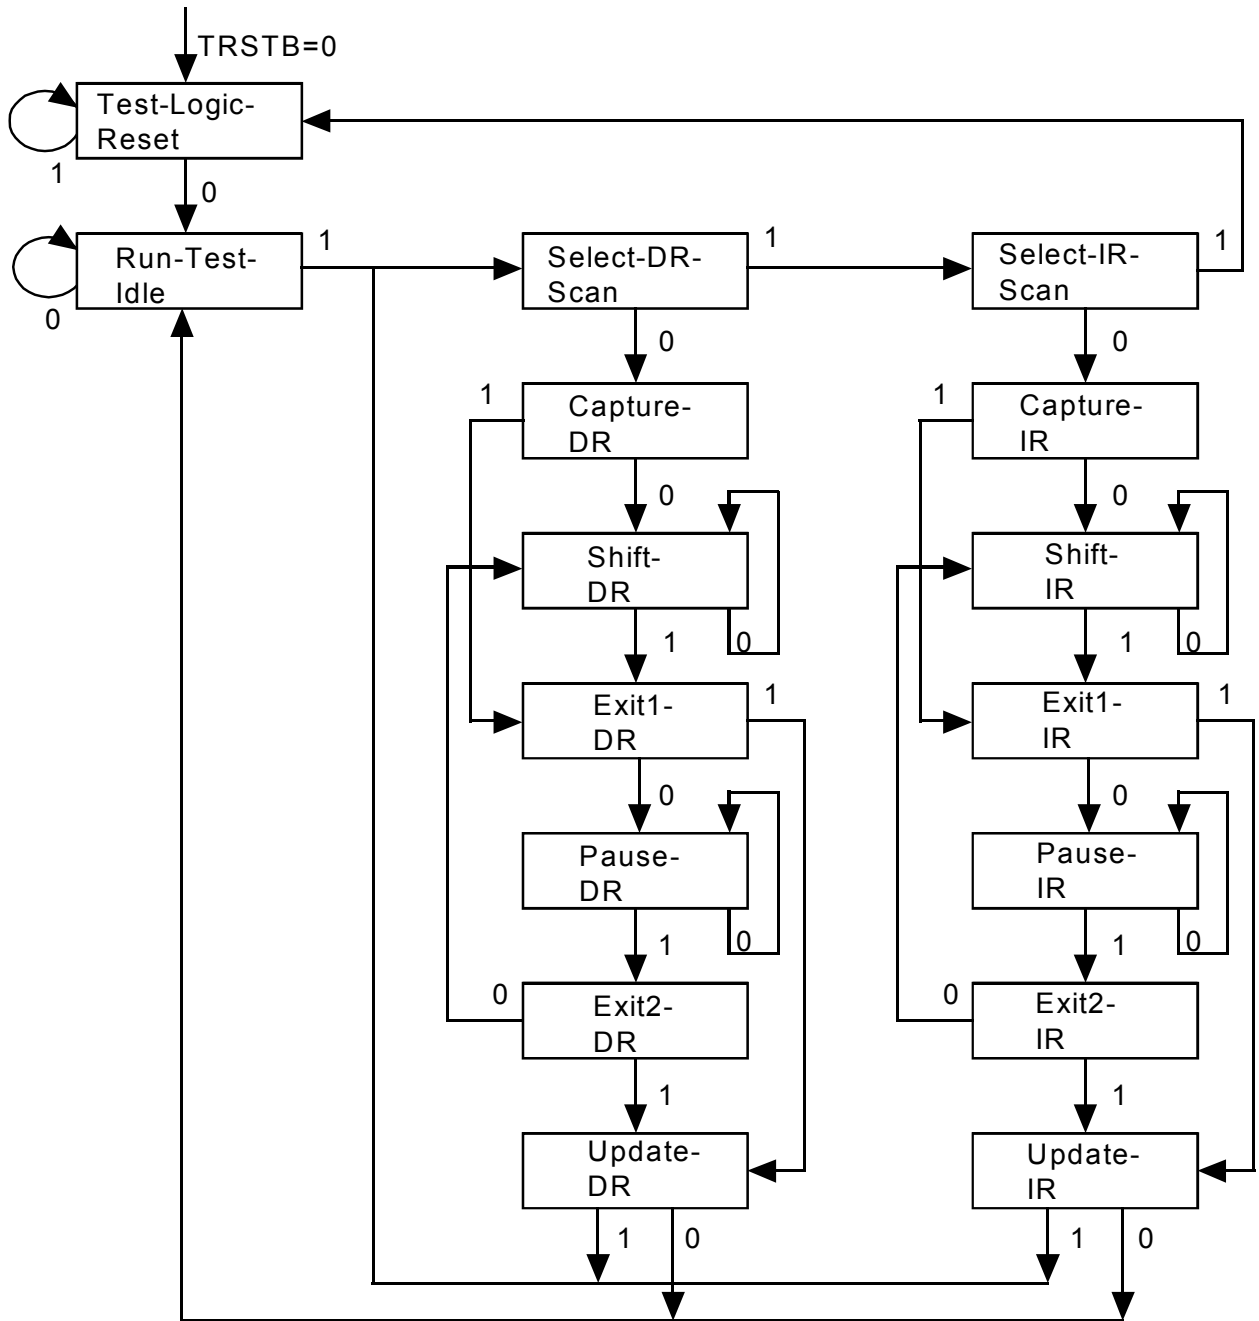 TRSTB=0
Test-Logic-
Reset
1
0
Run-Test-
Idle
1
0
Select-DR-
Scan
1
0
Select-IR-
Scan
1
0
Capture-
DR
1
0
Capture-
IR
1
0
Shift-
DR
1
0
Shift-
IR
1
0
Exit1-
DR
1
0
Exit1-
IR
1
0
Pause-
DR
1
0
Pause-
IR
1
0
Exit2-
DR
0
1
Exit2-
IR
0
1
Update-
DR
1
0
Update-
IR
1
0